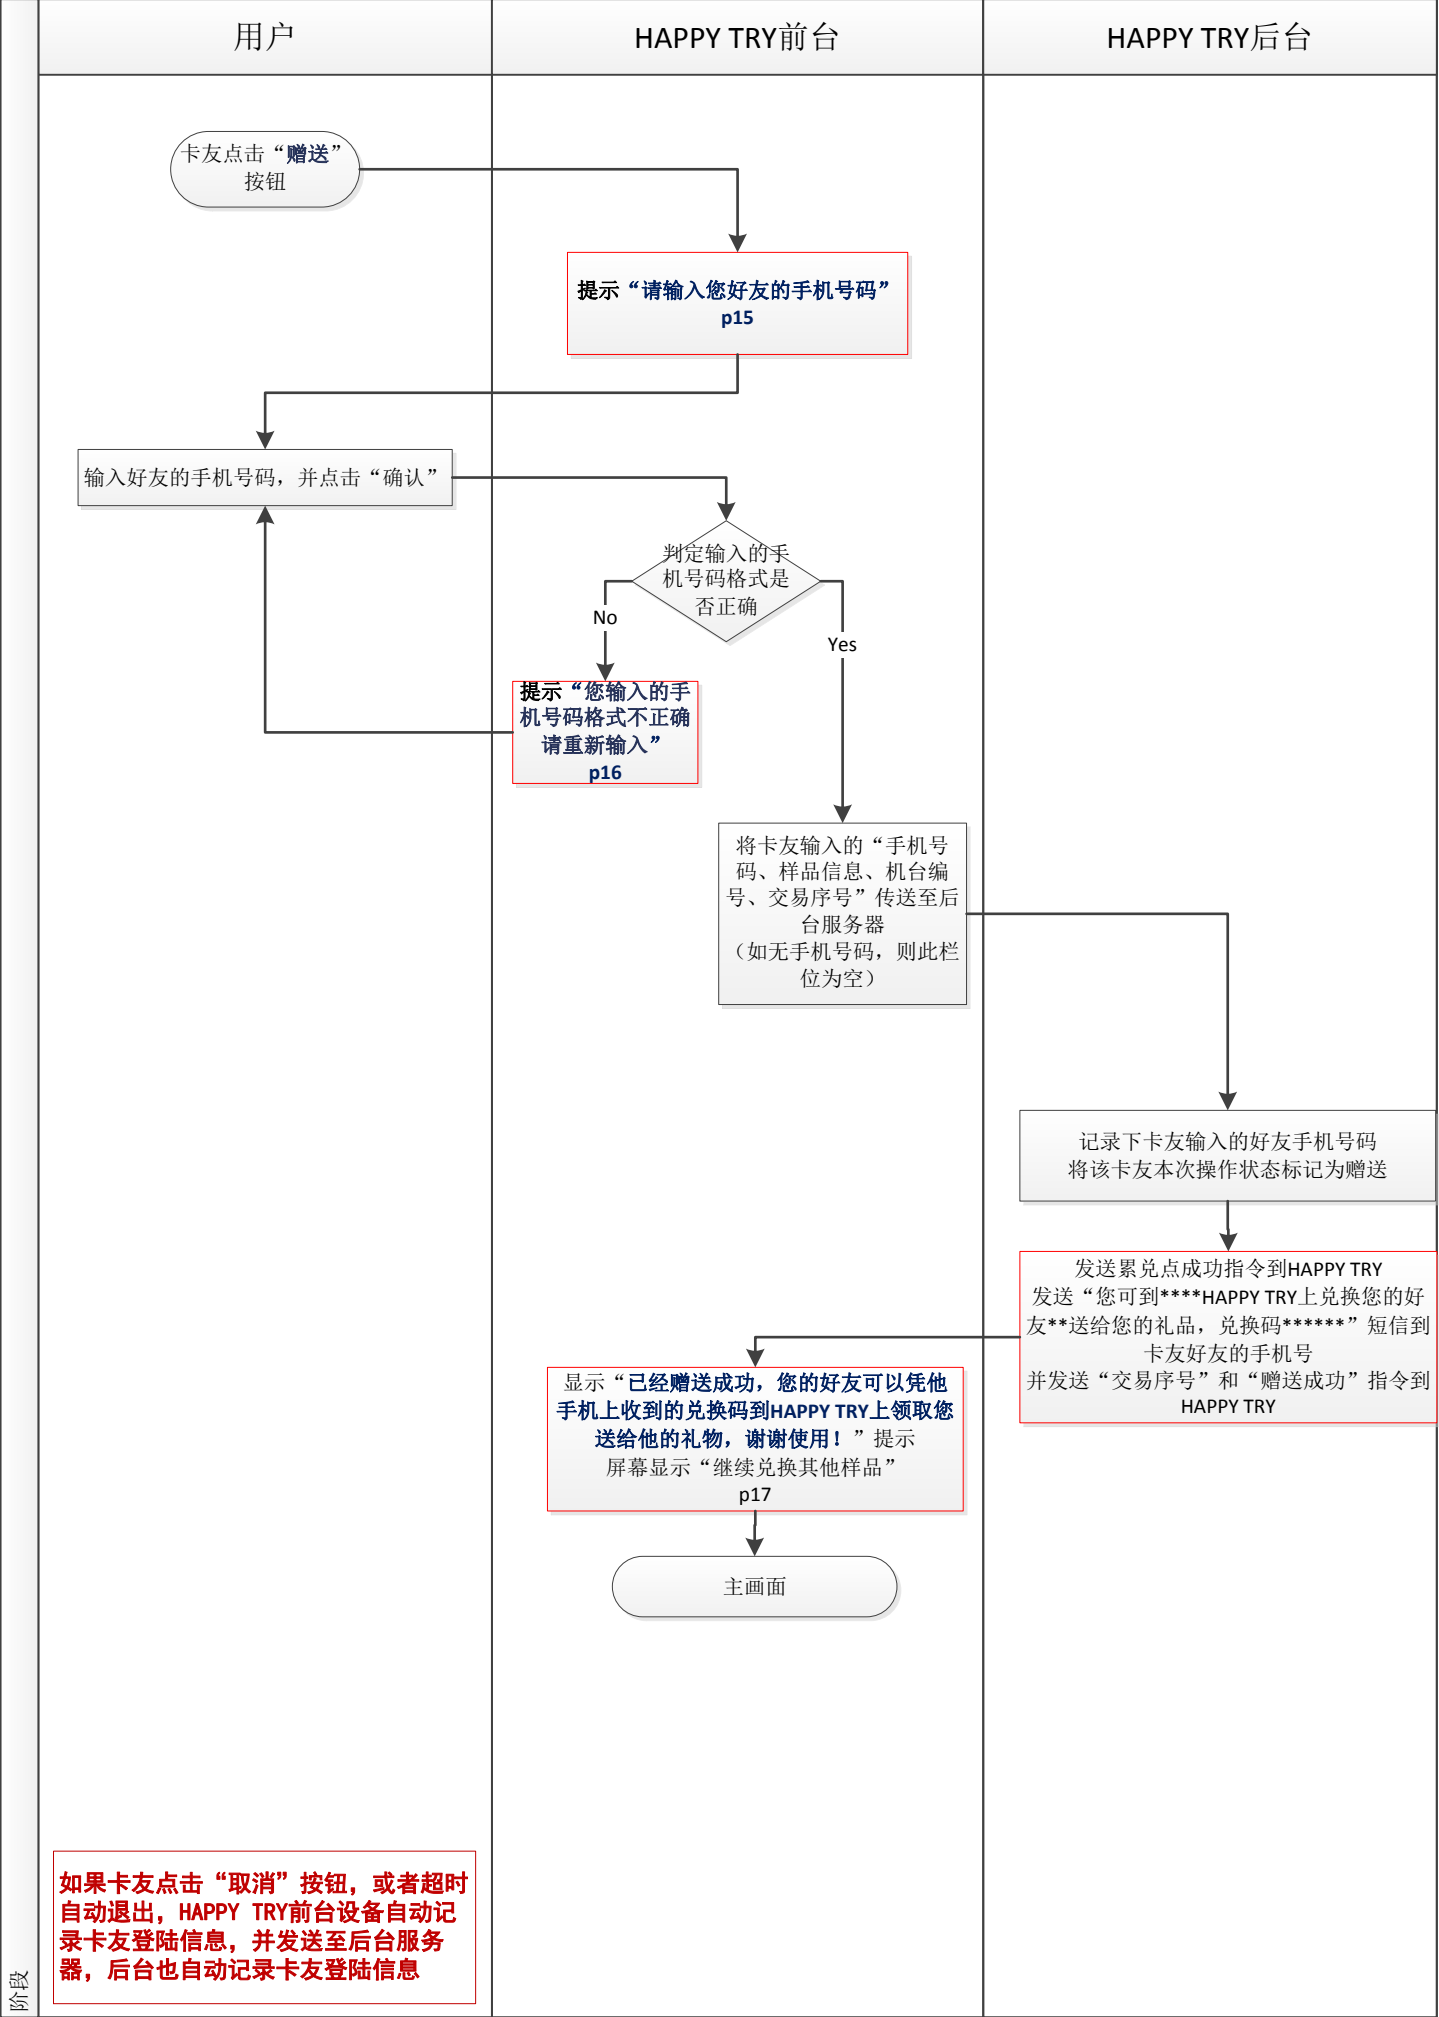 用户
HAPPY TRY前台
HAPPY TRY后台
卡友点击“赠送”
按钮
提示“请输入您好友的手机号码”
p15
输入好友的手机号码，并点击“确认”
判定输入的手
机号码格式是
否正确
No
Yes
提示“您输入的手
机号码格式不正确
请重新输入”
p16
将卡友输入的“手机号
码、样品信息、机台编
号、交易序号”传送至后
台服务器
（如无手机号码，则此栏
位为空）
记录下卡友输入的好友手机号码
将该卡友本次操作状态标记为赠送
发送累兑点成功指令到HAPPY TRY
发送“您可到****HAPPY TRY上兑换您的好
友**送给您的礼品，兑换码******”短信到
卡友好友的手机号
并发送“交易序号”和“赠送成功”指令到
HAPPY TRY
显示“已经赠送成功，您的好友可以凭他
手机上收到的兑换码到HAPPY TRY上领取您
送给他的礼物，谢谢使用！”提示
屏幕显示“继续兑换其他样品”
p17
主画面
如果卡友点击“取消”按钮，或者超时
自动退出，HAPPY TRY前台设备自动记
录卡友登陆信息，并发送至后台服务
器，后台也自动记录卡友登陆信息
阶段